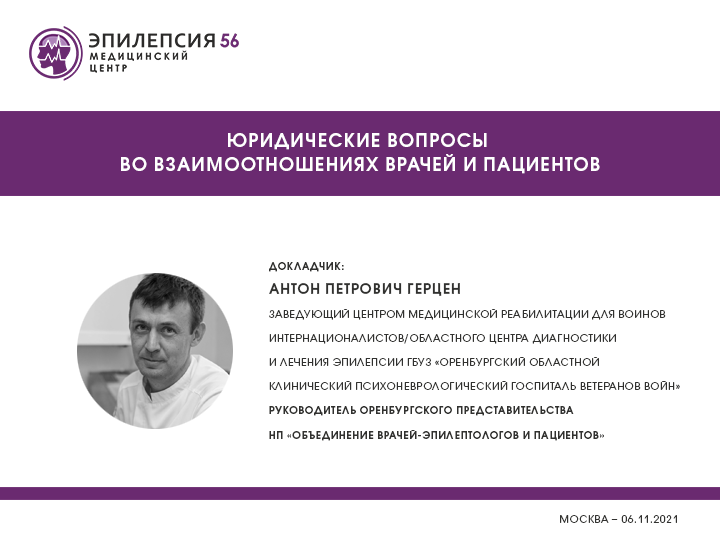 ЭПИЛЕПСИЯ 56
МЕДИЦИНСКИЙ
ЦЕНТР
ЮРИДИЧЕСКИЕ ВОПРОСЫ
ВО ВЗАИМООТНОШЕНИЯХ ВРАЧЕЙ И ПАЦИЕНТОВ
ДОКЛАДЧИК:
АНТОН ПЕТРОВИЧ ГЕРЦЕН
ЗАВЕДУЮЩИЙ ЦЕНТРОМ МЕДИЦИНСКОЙ РЕАБИЛИТАЦИИ ДЛЯ ВОИНОВ
ИНТЕРНАЦИОНАЛИСТОВ/ОБЛАСТНОГО ЦЕНТРА ДИАГНОСТИКИ
И ЛЕЧЕНИЯ ЭПИЛЕПСИИ ГБУЗ «ОРЕНБУРГСКИЙ ОБЛАСТНОЙ
КЛИНИЧЕСКИЙ ПСИХОНЕВРОЛОГИЧЕСКИЙ ГОСПИТАЛЬ ВЕТЕРАНОВ ВОЙН»
РУКОВОДИТЕЛЬ ОРЕНБУРГСКОГО ПРЕДСТАВИТЕЛЬСТВА
НП «ОБЪЕДИНЕНИЕ ВРАЧЕЙ-ЭПИЛЕПТОЛОГОВ И ПАЦИЕНТОВ»
МОСКВА – 06.11.2021